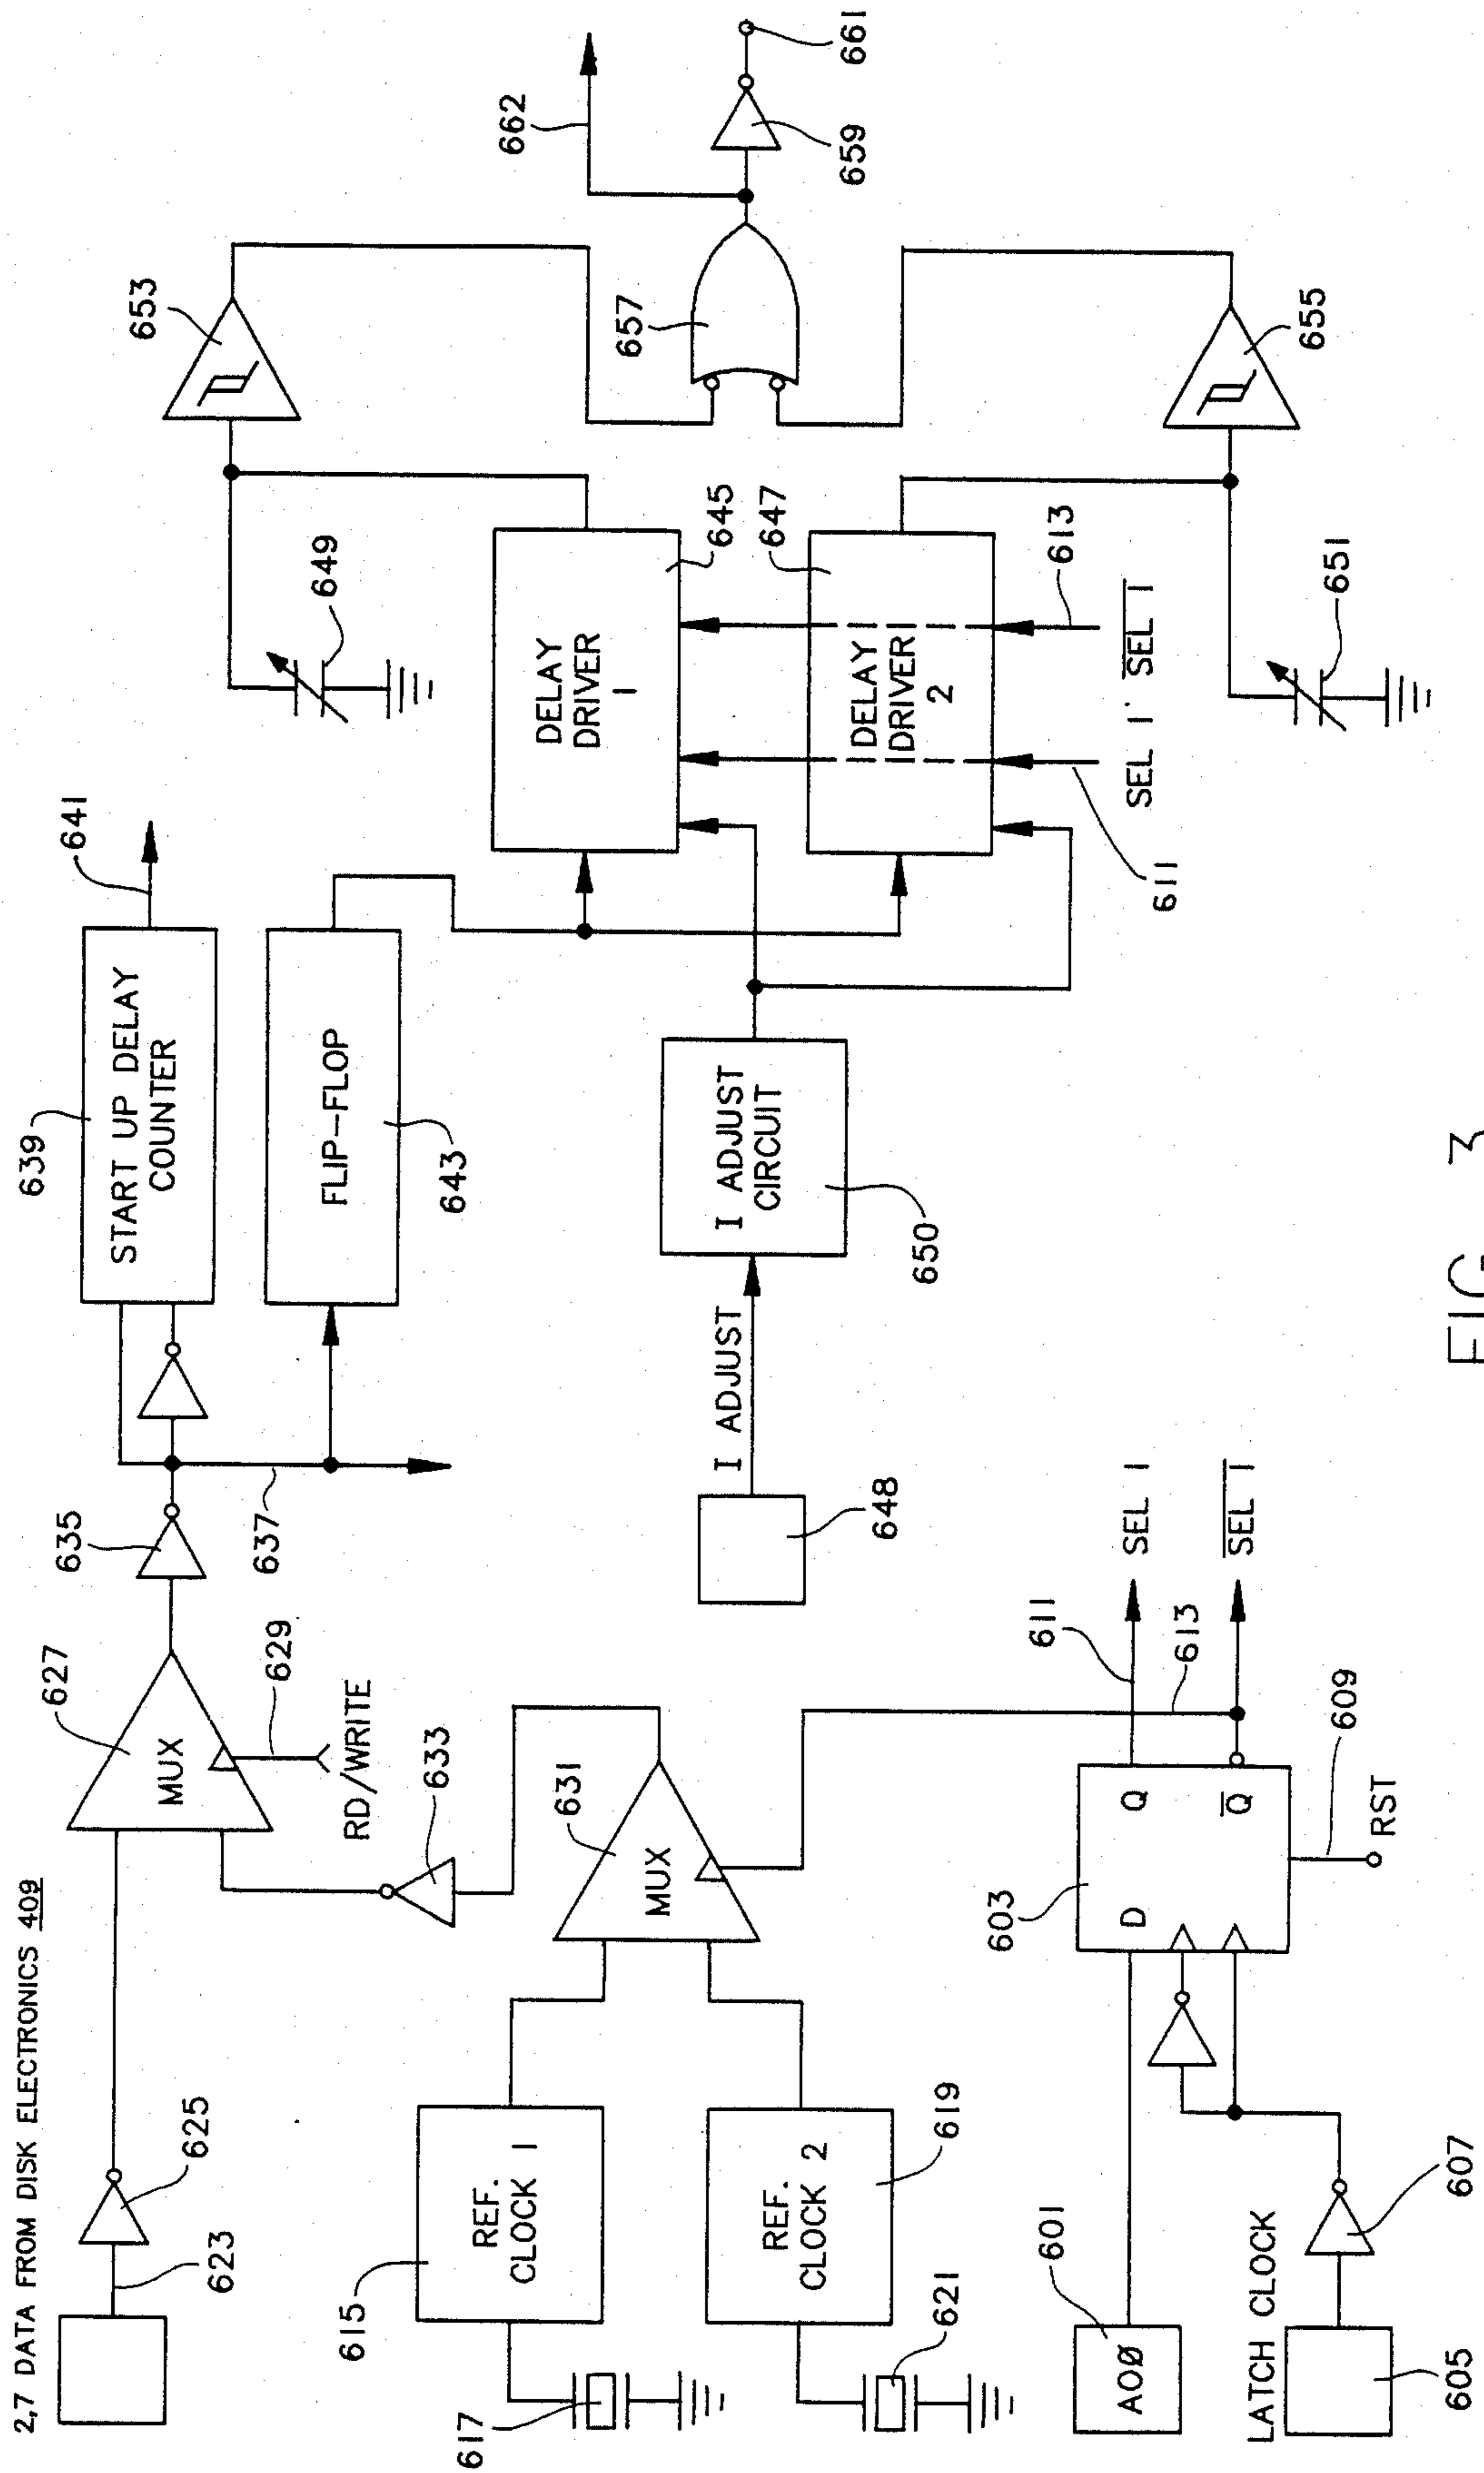 2,7 DATA FROM DISK ELECTRONICS 409
623
625
627
MUX
629
RD/WRITE
635
637
639
START UP DELAY
COUNTER
641
FLIP-FLOP
643
615
REF.
CLOCK 1
617
REF.
CLOCK 2
619
621
631
MUX
633
648
I ADJUST
I ADJUST
CIRCUIT
650
DELAY
DRIVER
1
645
DELAY
DRIVER
2
647
611
613
SEL 1
SEL 1
649
651
653
655
657
659
661
662
601
AOØ
LATCH CLOCK
605
607
603
D
Q
Q
609
RST
611
SEL 1
613
SEL 1
FIG. 3